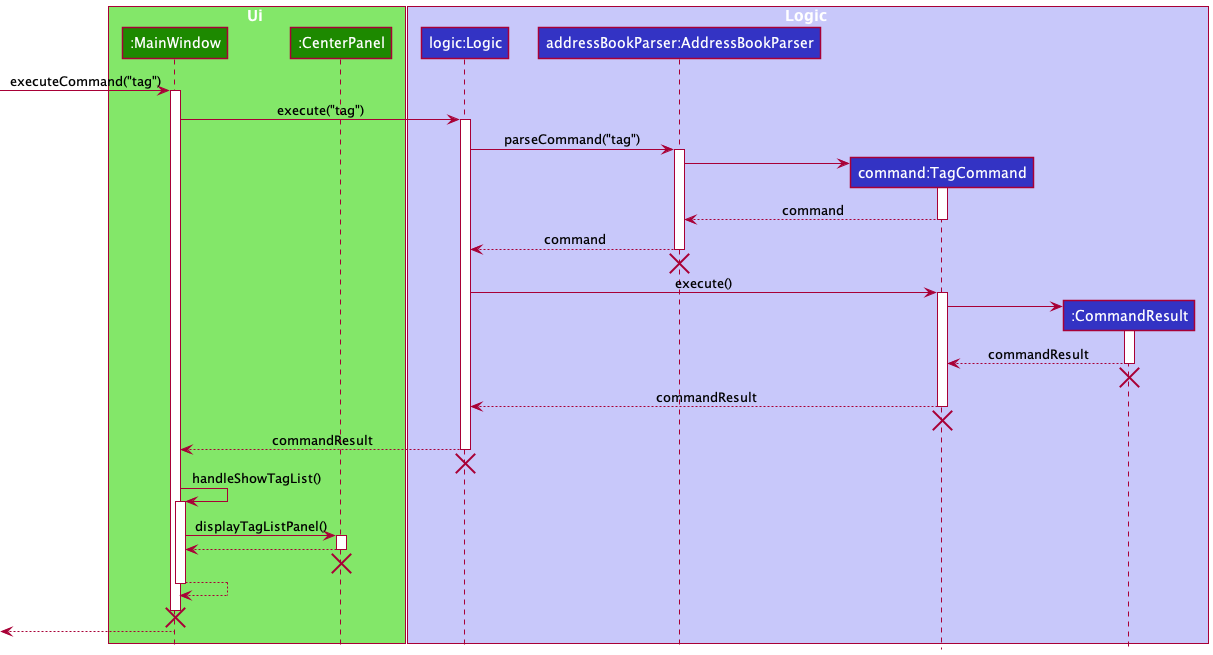 Ui
Logic
:MainWindow
:CenterPanel
logic:Logic
addressBookParser:AddressBookParser
executeCommand("tag")
execute("tag")
parseCommand("tag")
command:TagCommand
command
command
execute()
:CommandResult
commandResult
commandResult
commandResult
handleShowTagList()
displayTagListPanel()